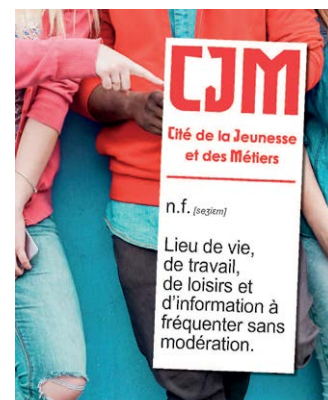 CJM
Cité de la Jeunesse
et des Métiers
n.f. [seʒiɛm]
Lieu de vie,
de travail,
de loisirs et
d'information à
fréquenter sans
modération.